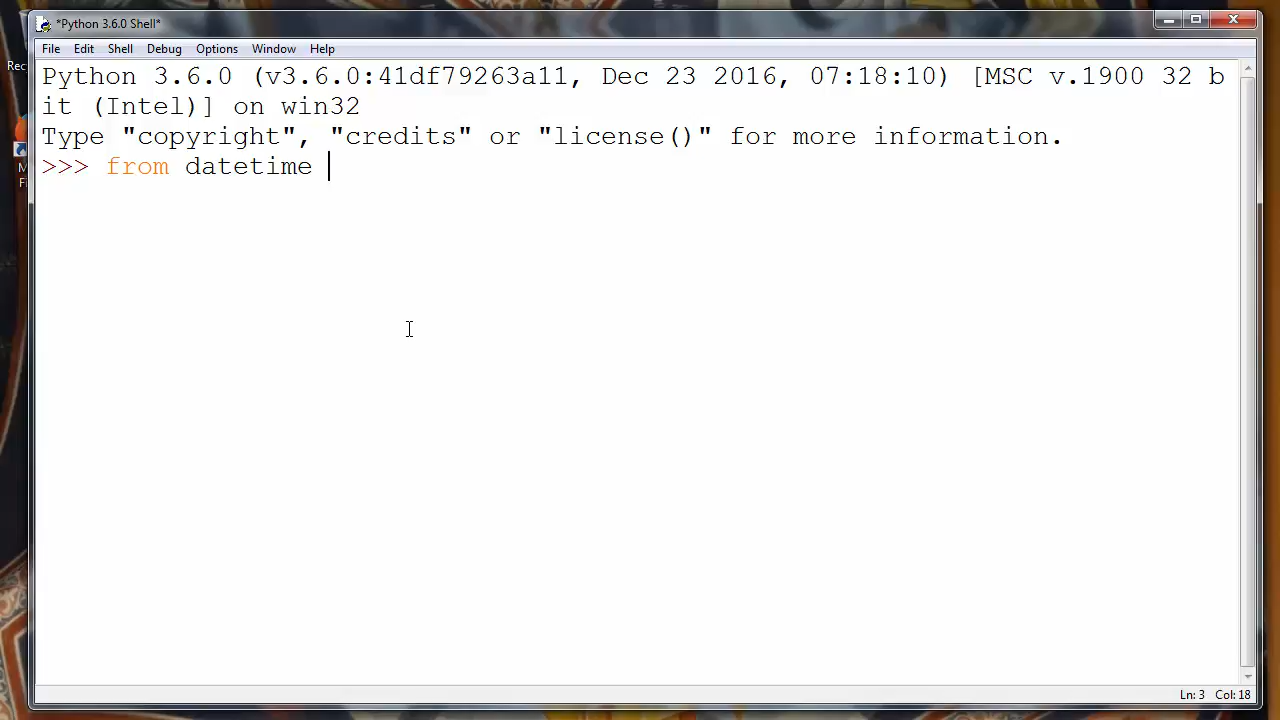 *Python 3.6.0 Shell*
File Edit Shell Debug Options Window Help
Python 3.6.0 (v3.6.0:41df79263a11, Dec 23 2016, 07:18:10) [MSC v.1900 32 b
it (Intel)] on win32
Type "copyright", "credits" or "license()" for more information.
>>> from datetime
Ln: 3 Col: 18